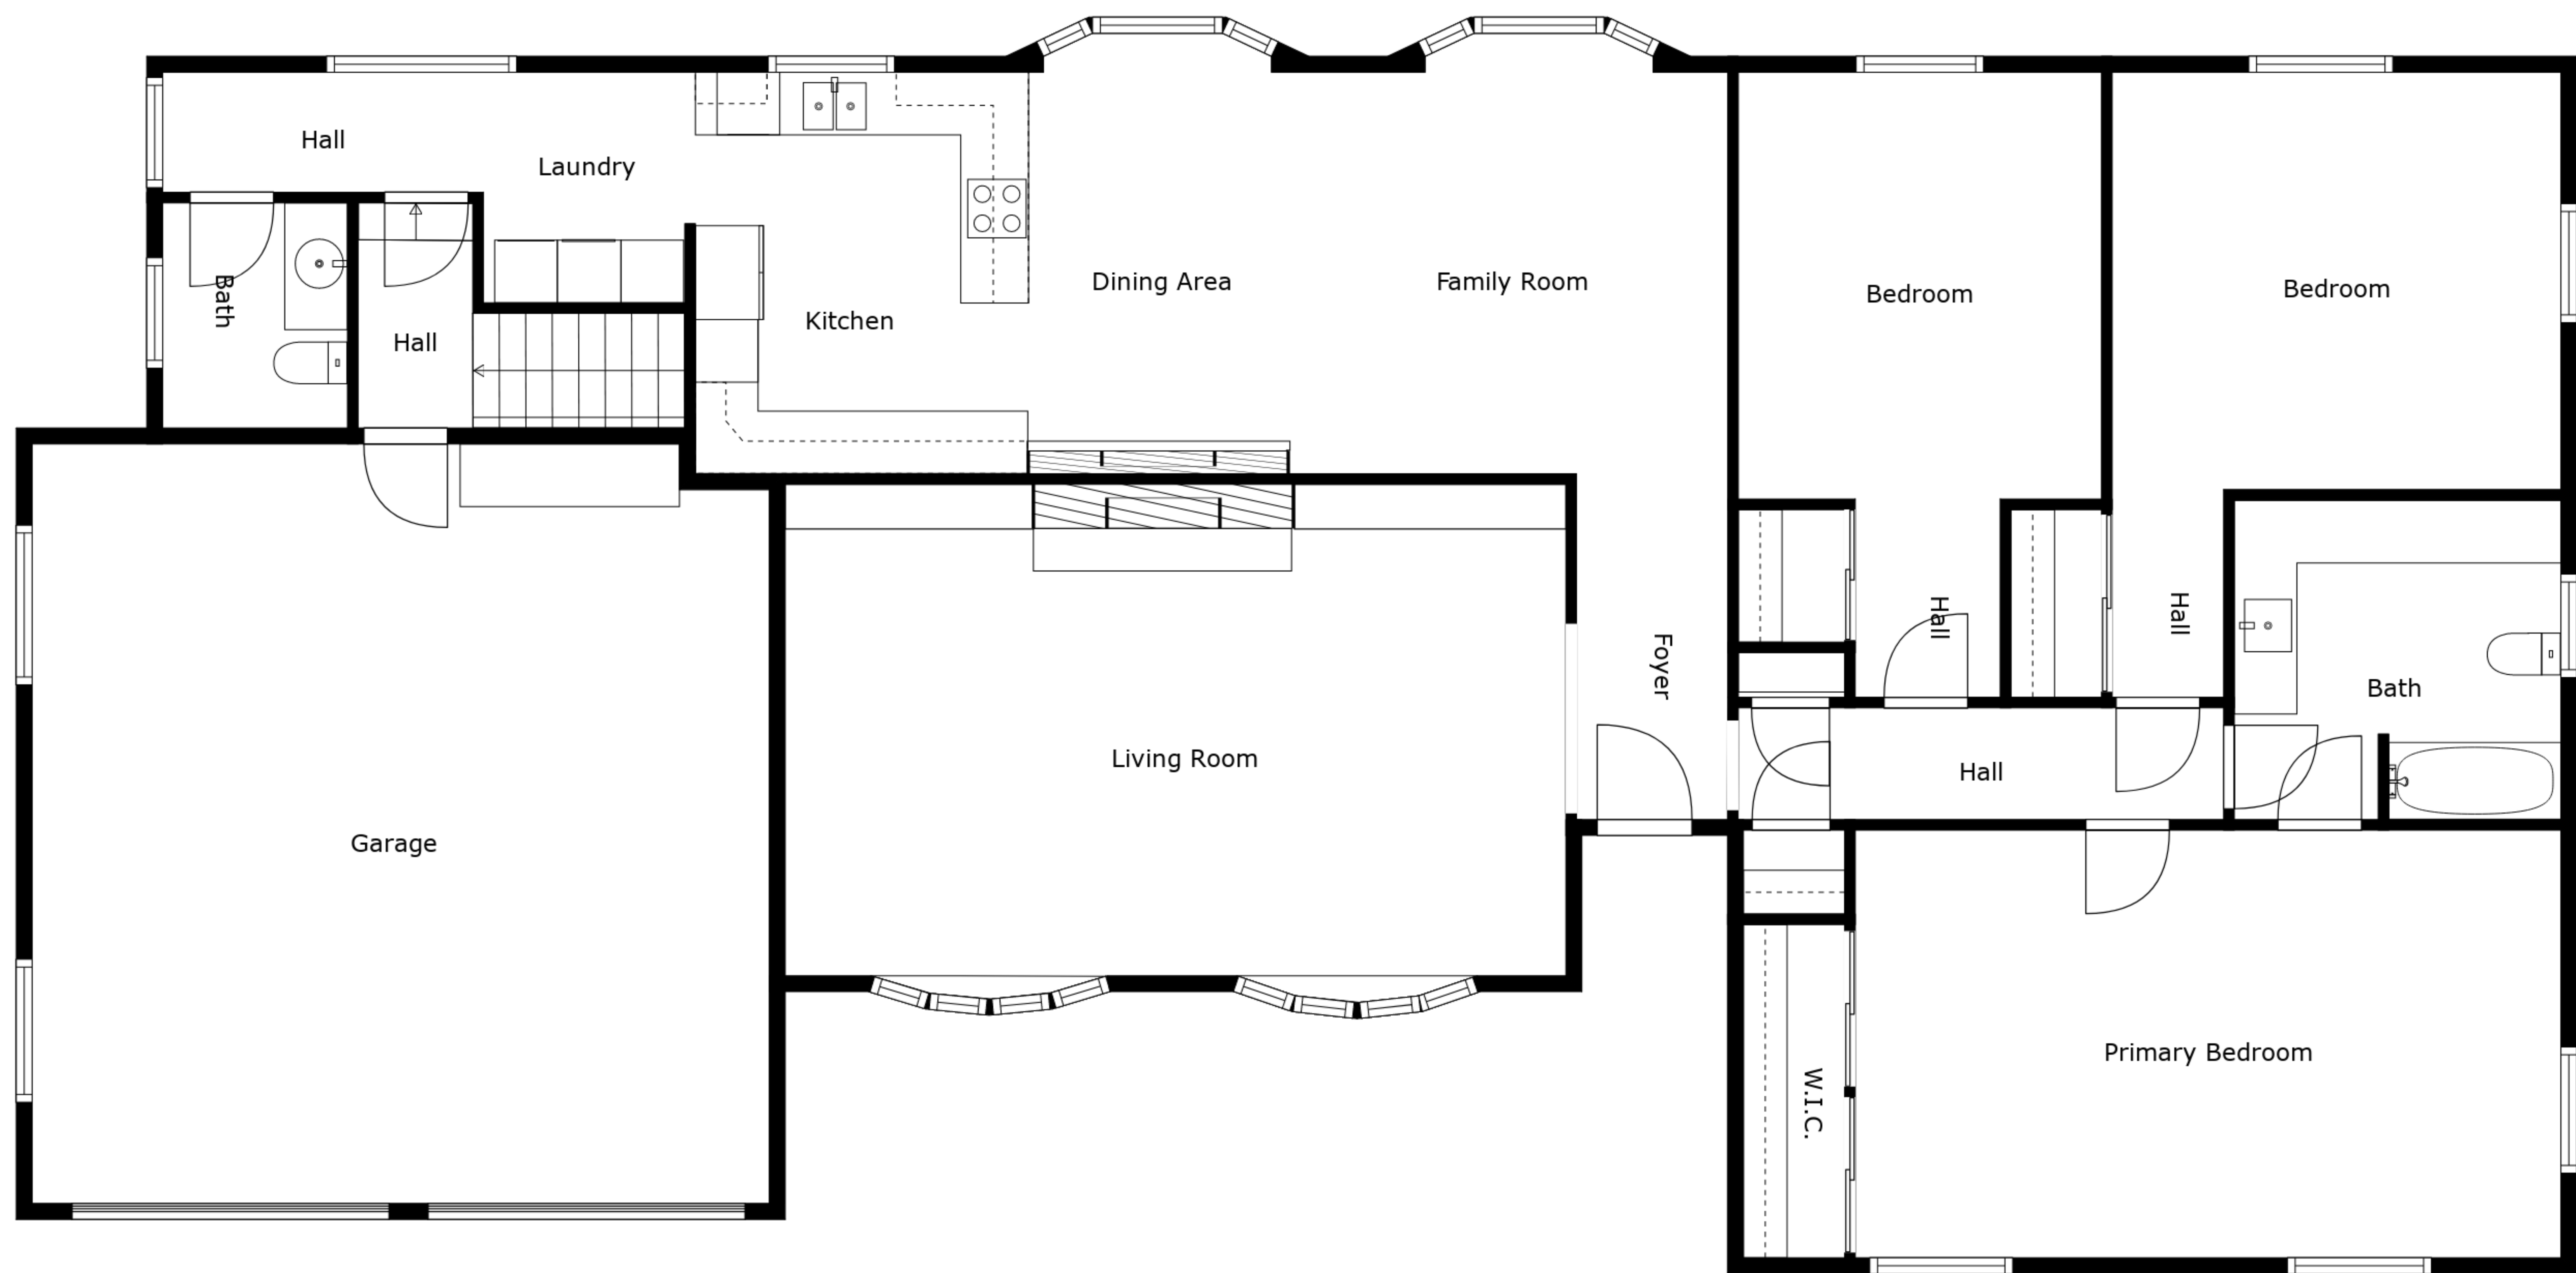 Hall
Laundry
Bath
Hall
Kitchen
Dining Area
Family Room
Bedroom
Bedroom
Hall
Hall
Foyer
Bath
Living Room
Hall
Garage
Primary Bedroom
W.I.C.